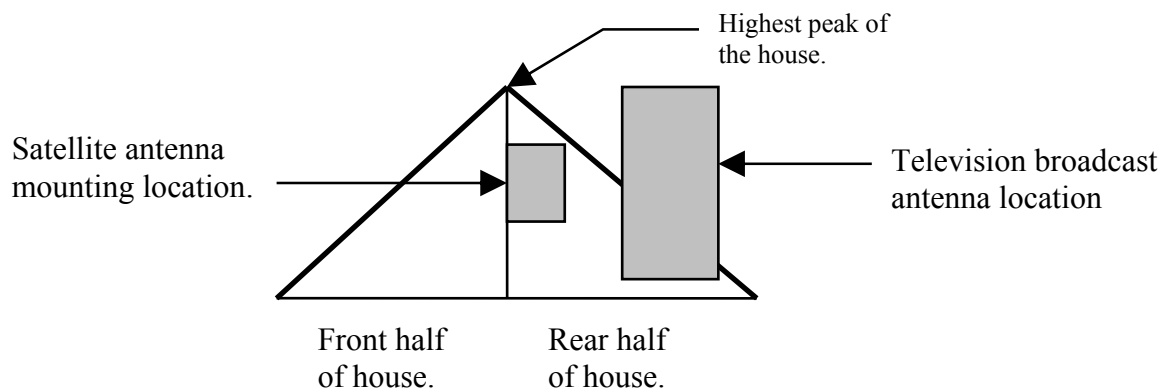 Highest peak of
the house.
Satellite antenna
mounting location.
Television broadcast
antenna location
Front half
of house.
Rear half
of house.